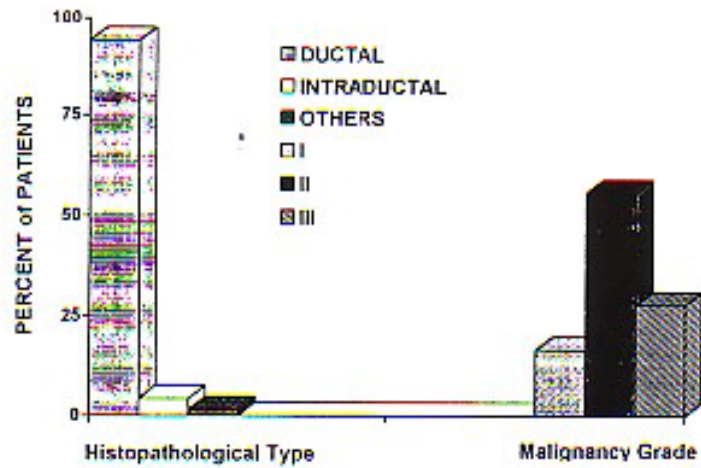 PERCENT of PATIENTS
100
75
50
25
0
DUCTAL
INTRADUCTAL
OTHERS
I
II
III
Histopathological Type
Malignancy Grade